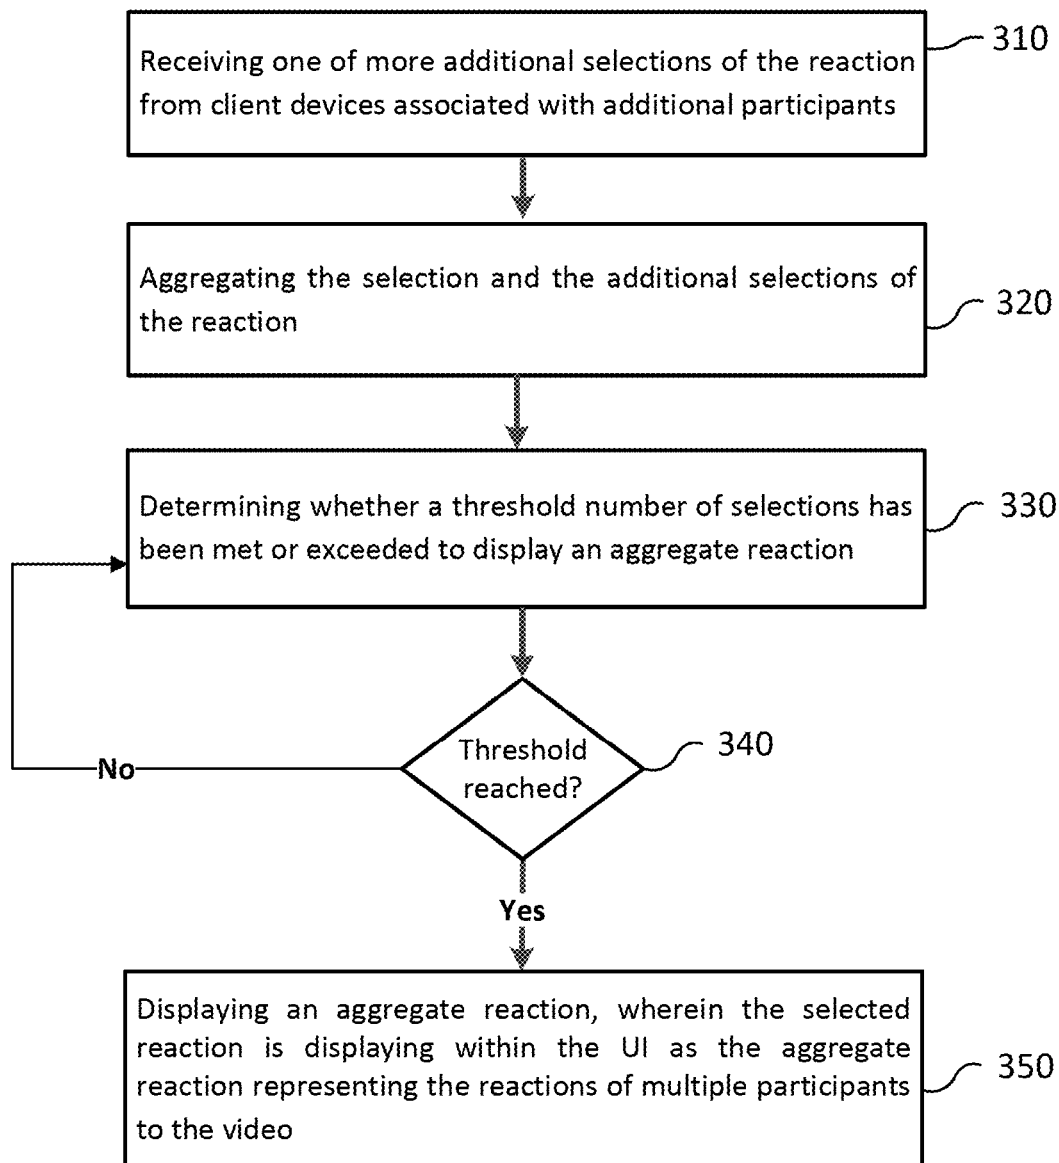 Receiving one of more additional selections of the reaction
from client devices associated with additional participants
310
Aggregating the selection and the additional selections of
the reaction
320
Determining whether a threshold number of selections has
been met or exceeded to display an aggregate reaction
330
Threshold
reached?
340
No
Yes
Displaying an aggregate reaction, wherein the selected
reaction is displaying within the UI as the aggregate
reaction representing the reactions of multiple participants
to the video
350